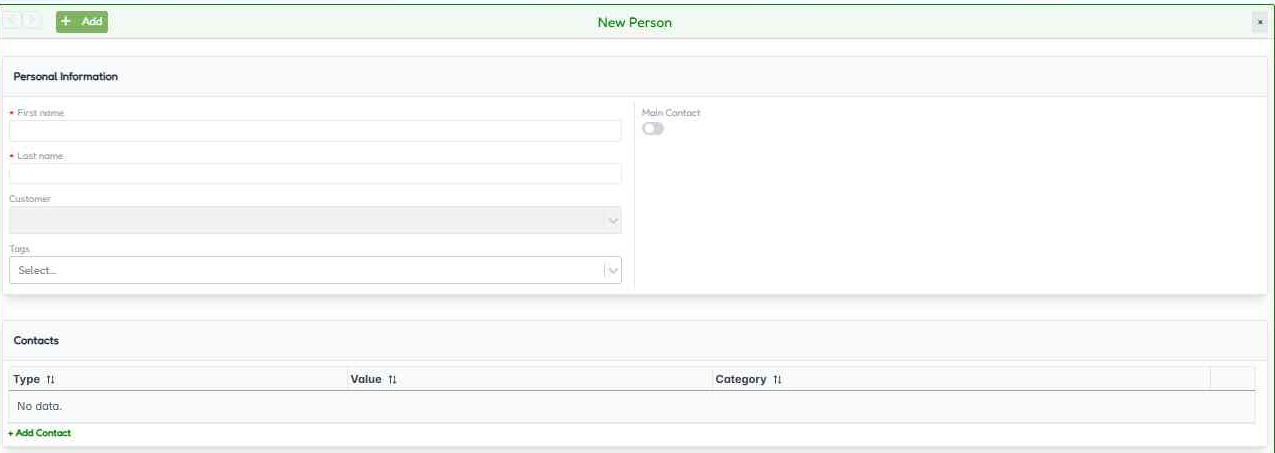 + Add
New Person
×
Personal Information
* First name
Main Contact
* Last name
Customer
Tags
Select...
Contacts
Type ↑↓ Value ↑↓ Category ↑↓
No data.
+ Add Contact